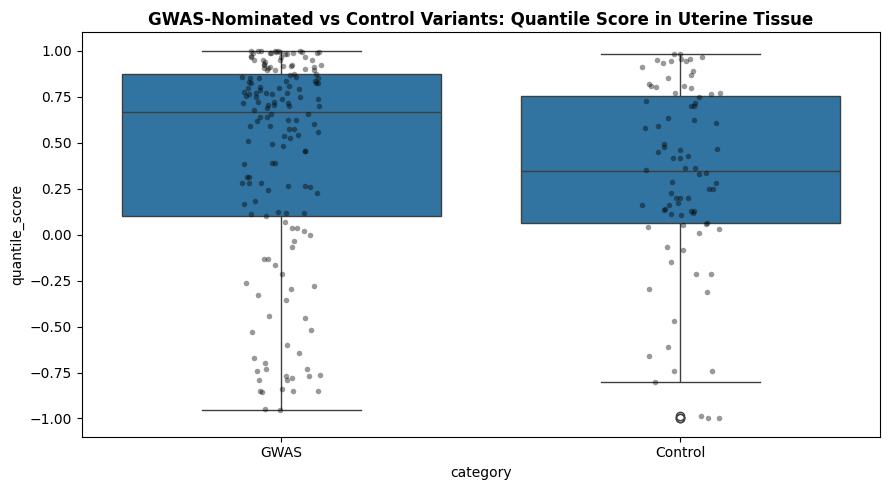 GWAS-Nominated vs Control Variants: Quantile Score in Uterine Tissue
1.00
0.75
0.50
0.25
0.00
−0.25
−0.50
−0.75
−1.00
quantile_score
GWAS
Control
category